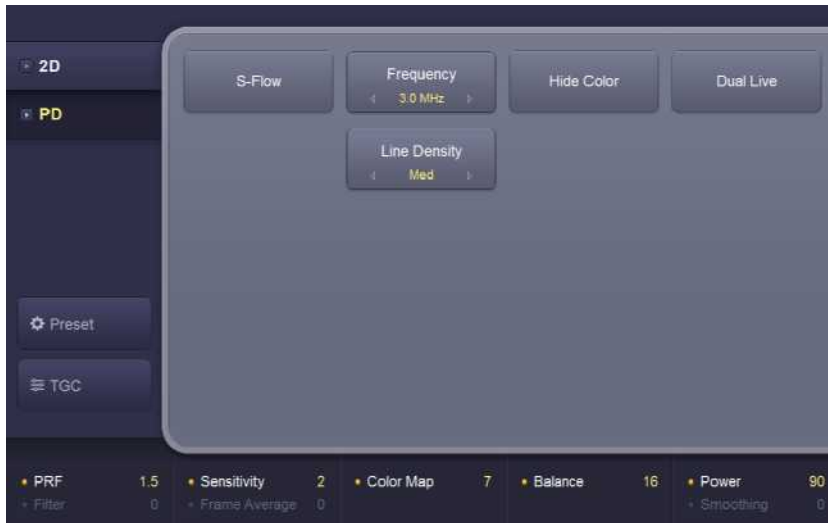 2D
PD
S-Flow
Frequency
3.0 MHz
Hide Color
Dual Live
Line Density
Med
Preset
TGC
PRF 1.5
Filter 0
Sensitivity 2
Frame Average 0
Color Map 7
Balance 16
Power 90
Smoothing 0